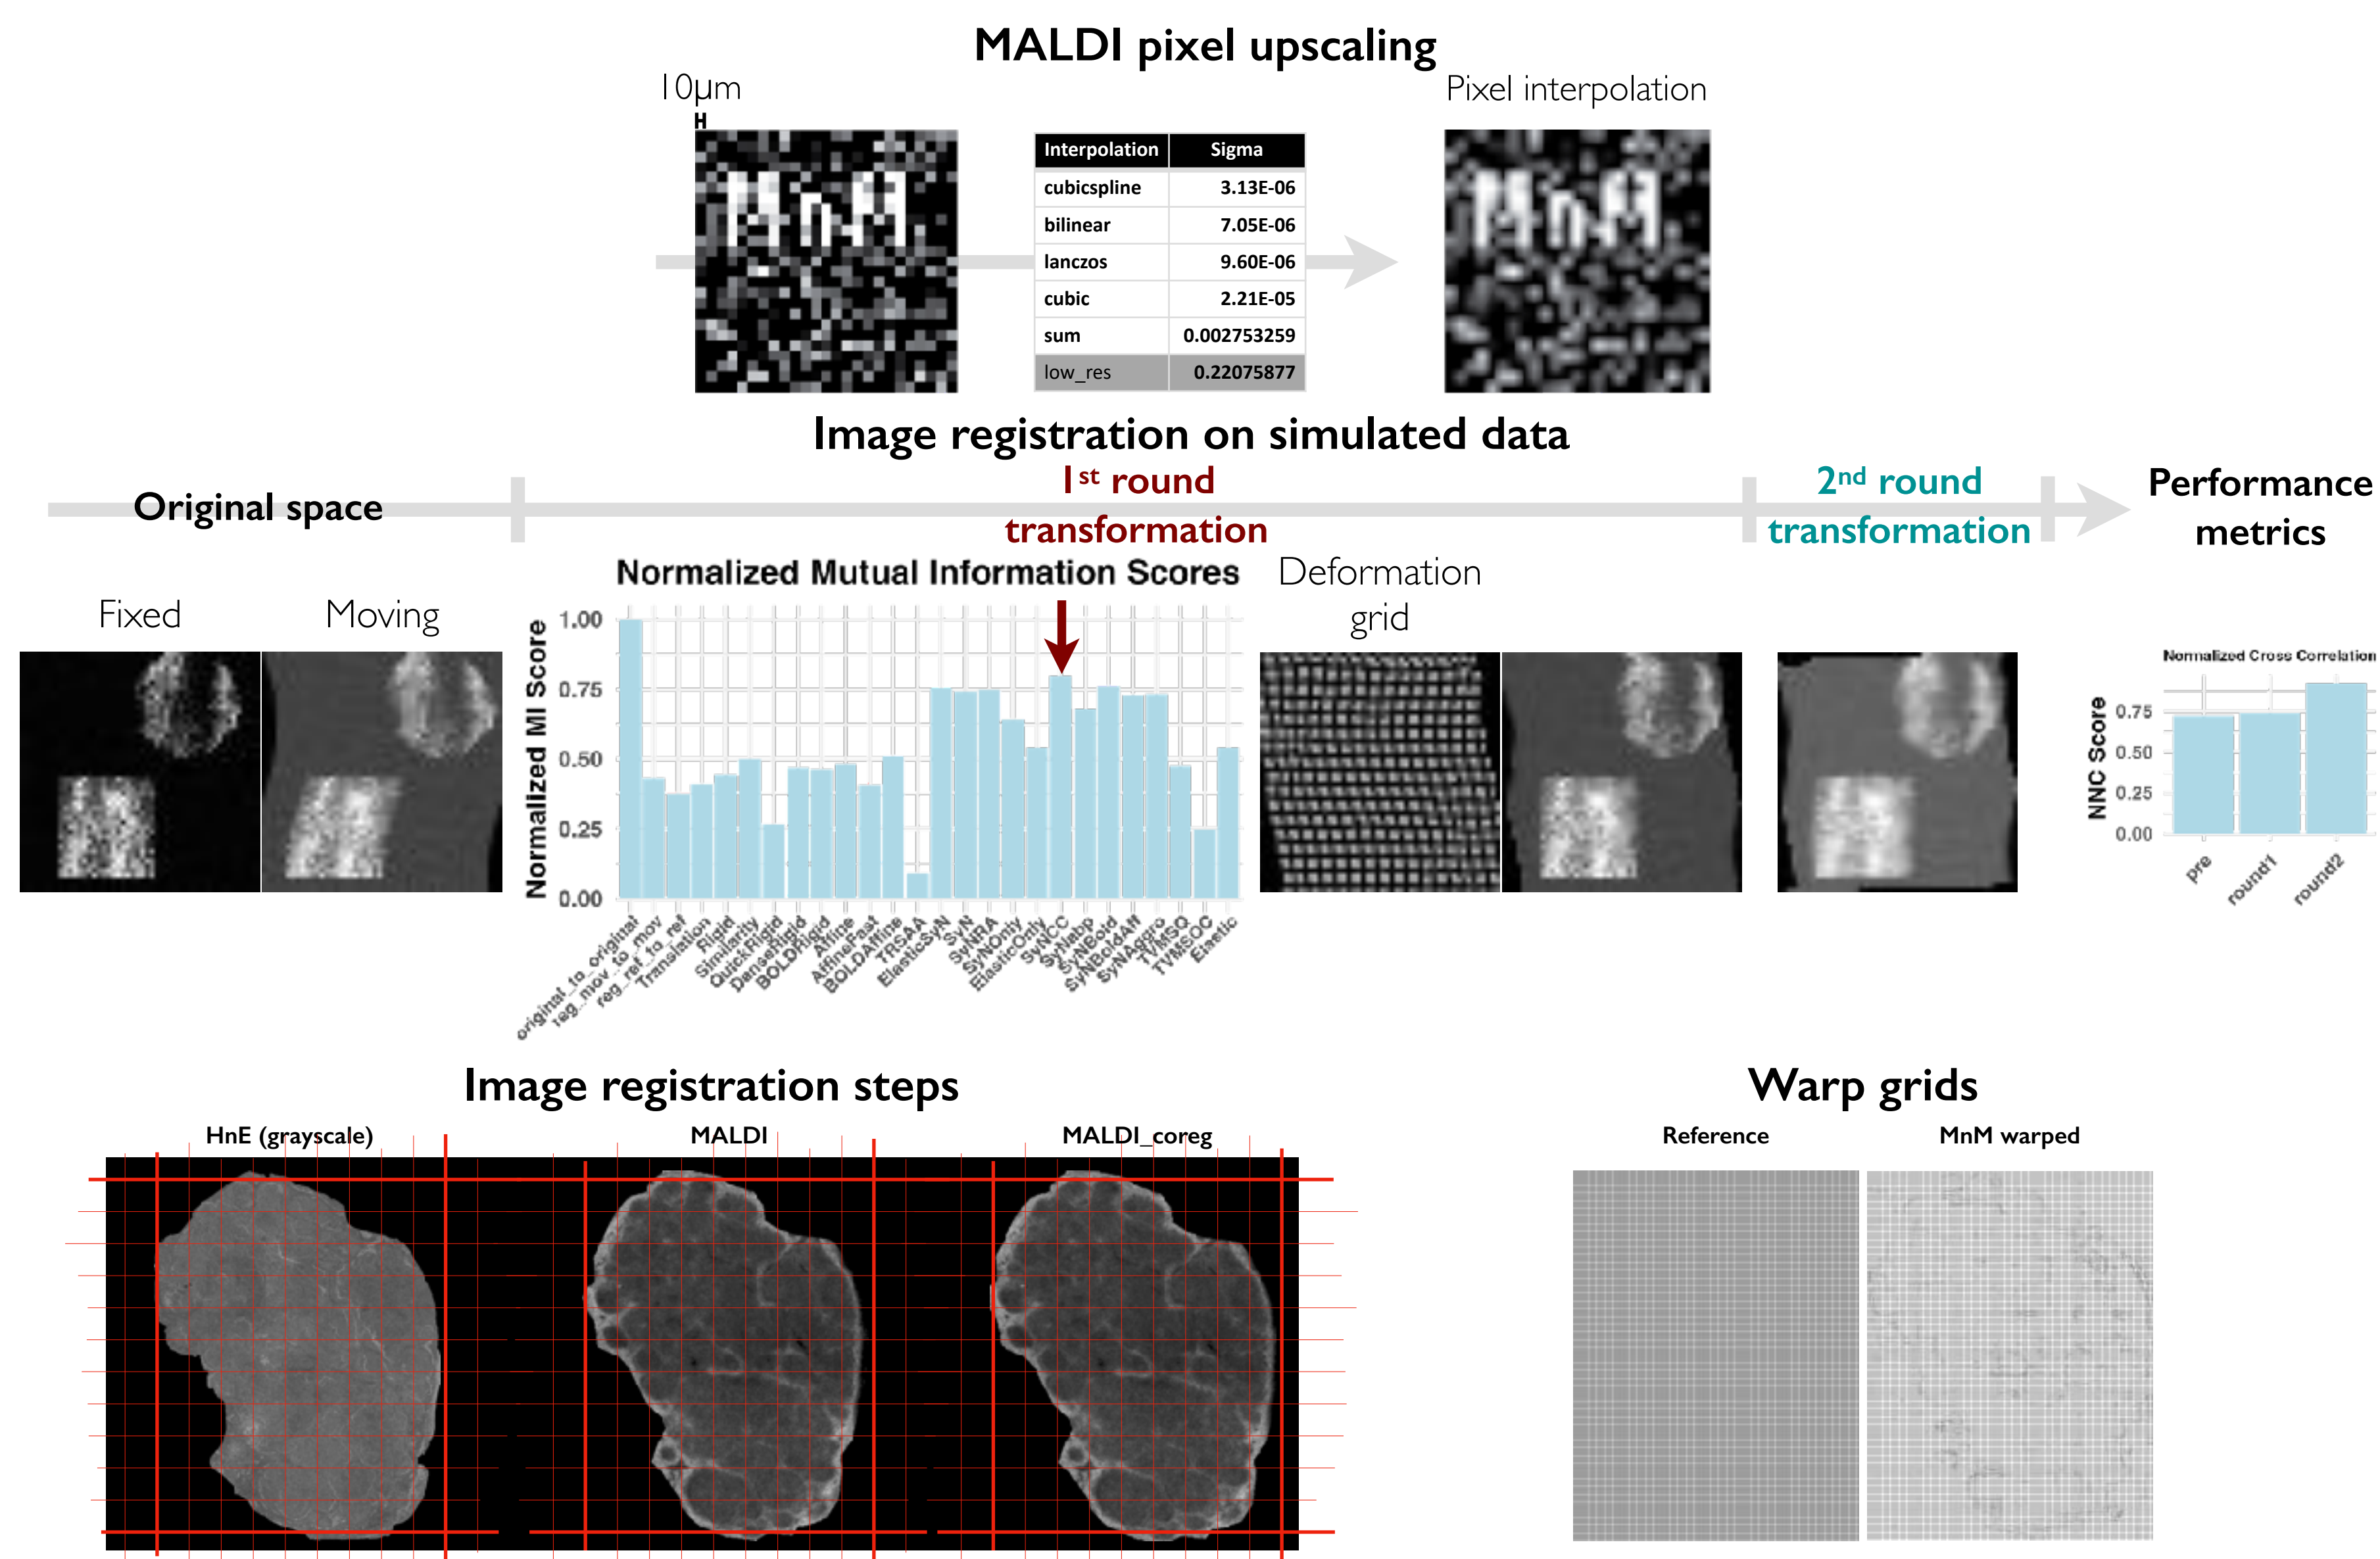 MALDI pixel upscaling
10µm
Pixel interpolation
Interpolation Sigma
cubicspline 3.13E-06
bilinear 7.05E-06
lanczos 9.60E-06
cubic 2.21E-05
sum 0.002753259
low_res 0.22075877
MnM
MnM
Image registration on simulated data
Original space
1st round
transformation
2nd round
transformation
Performance
metrics
Fixed
Moving
Normalized Mutual Information Scores
Normalized MI Score
1.00
0.75
0.50
0.25
0.00
original_to_original
reg_mov_to_mov
reg_ref_to_ref
Translation
Rigid
Similarity
QuickRigid
DenseRigid
BOLDRigid
Affine
AffineFast
BOLDAffine
TRSAA
ElasticSyN
SyN
SyNRA
SyNOnly
ElasticOnly
SyNCC
SyNabp
SyNBold
SyNBoldAff
SyNAggro
TVMSQ
TVMSQC
Elastic
Deformation
grid
Normalized Cross Correlation
NNC Score
0.75
0.50
0.25
0.00
pre
round1
round2
Image registration steps
HnE (grayscale)
MALDI
MALDI_coreg
Warp grids
Reference
MnM warped